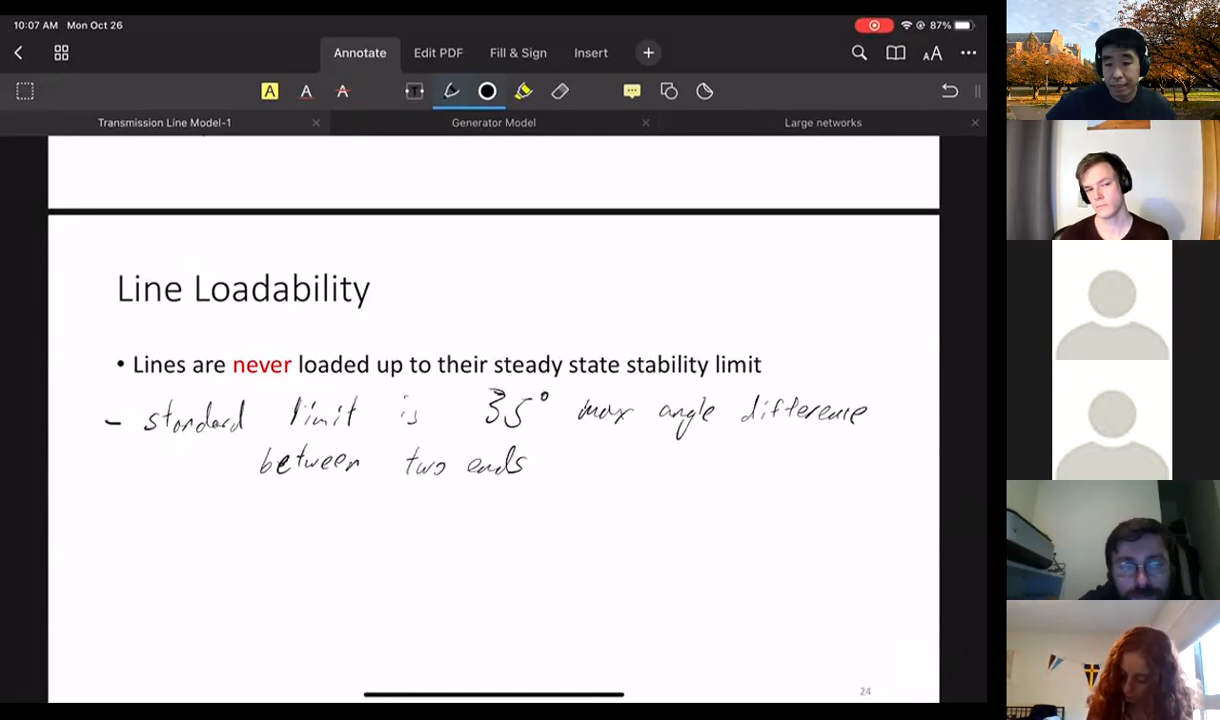 10:07 AM Mon Oct 26
87%
Annotate Edit PDF Fill & Sign Insert
Transmission Line Model-1 Generator Model Large networks
Line Loadability
• Lines are never loaded up to their steady state stability limit
- standard limit is 35° max angle difference
between two ends
24